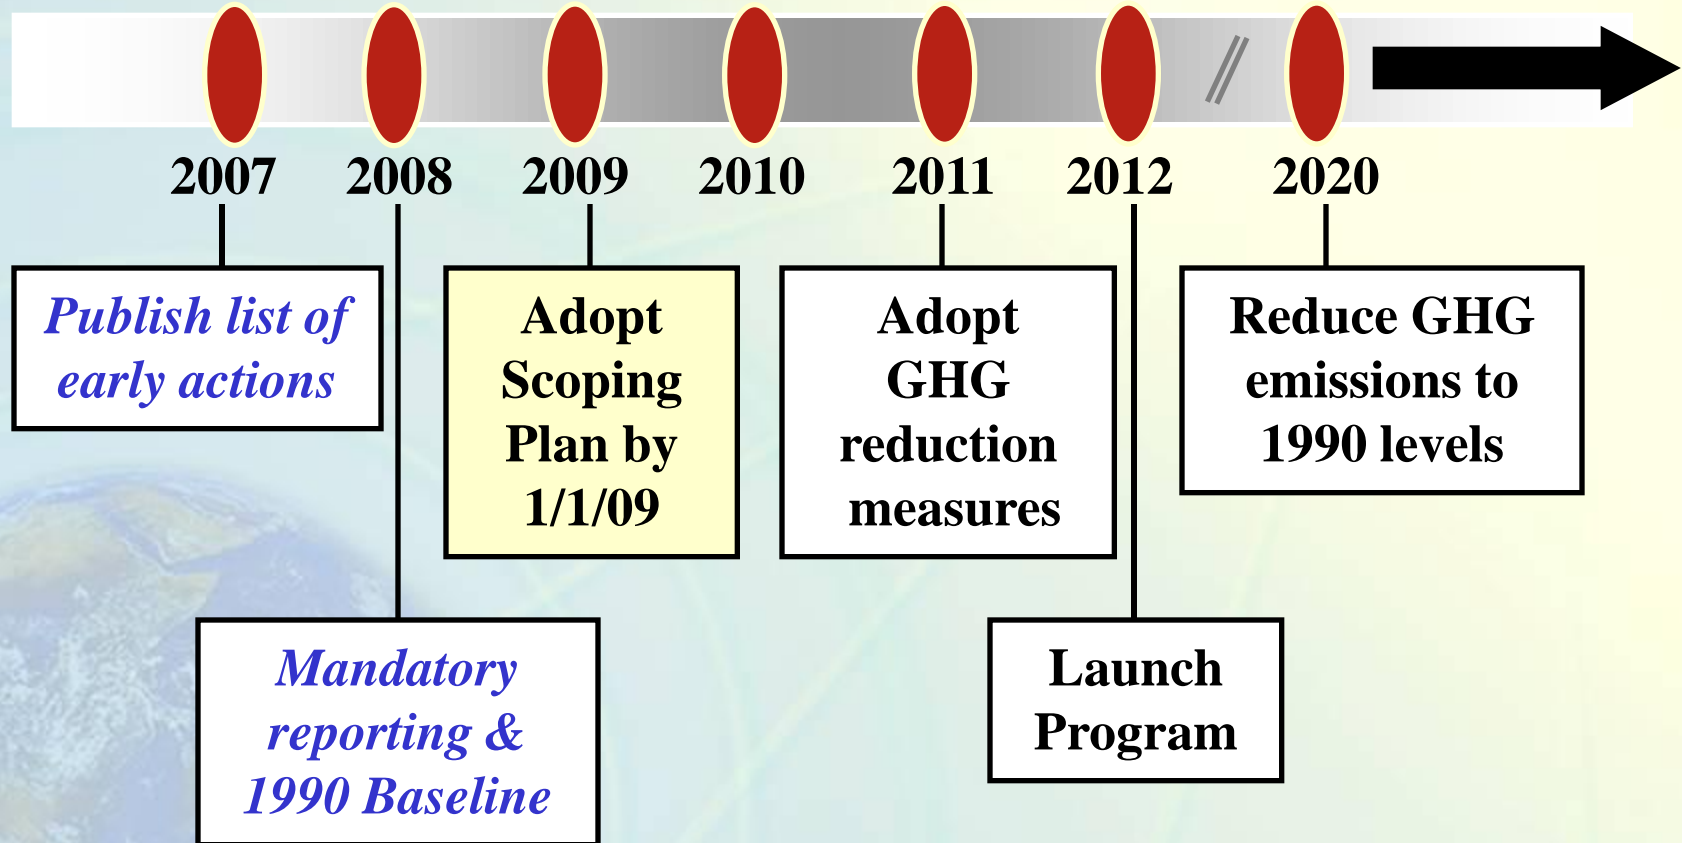 2007 2008 2009 2010 2011 2012 2020
Publish list of
early actions
Adopt
Scoping
Plan by
1/1/09
Adopt
GHG
reduction
measures
Reduce GHG
emissions to
1990 levels
Mandatory
reporting &
1990 Baseline
Launch
Program